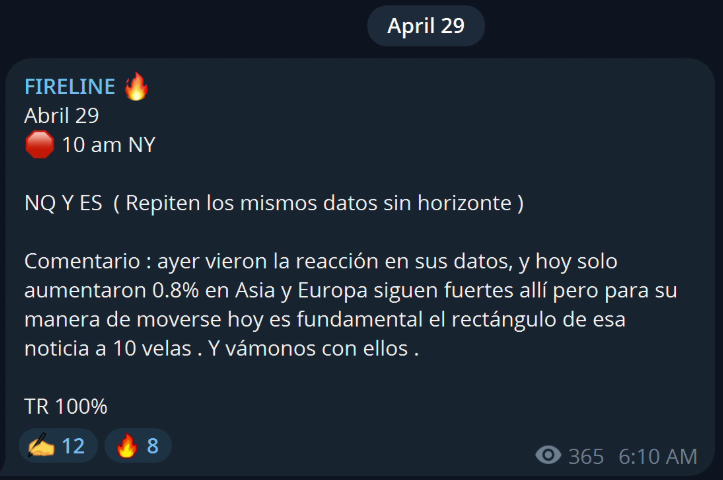 April 29
FIRELINE 🔥
Abril 29
🛑 10 am NY
NQ Y ES ( Repiten los mismos datos sin horizonte )
Comentario : ayer vieron la reacción en sus datos, y hoy solo
aumentaron 0.8% en Asia y Europa siguen fuertes allí pero para su
manera de moverse hoy es fundamental el rectángulo de esa
noticia a 10 velas . Y vámonos con ellos .
TR 100%
✍️ 12 🔥 8
365 6:10 AM